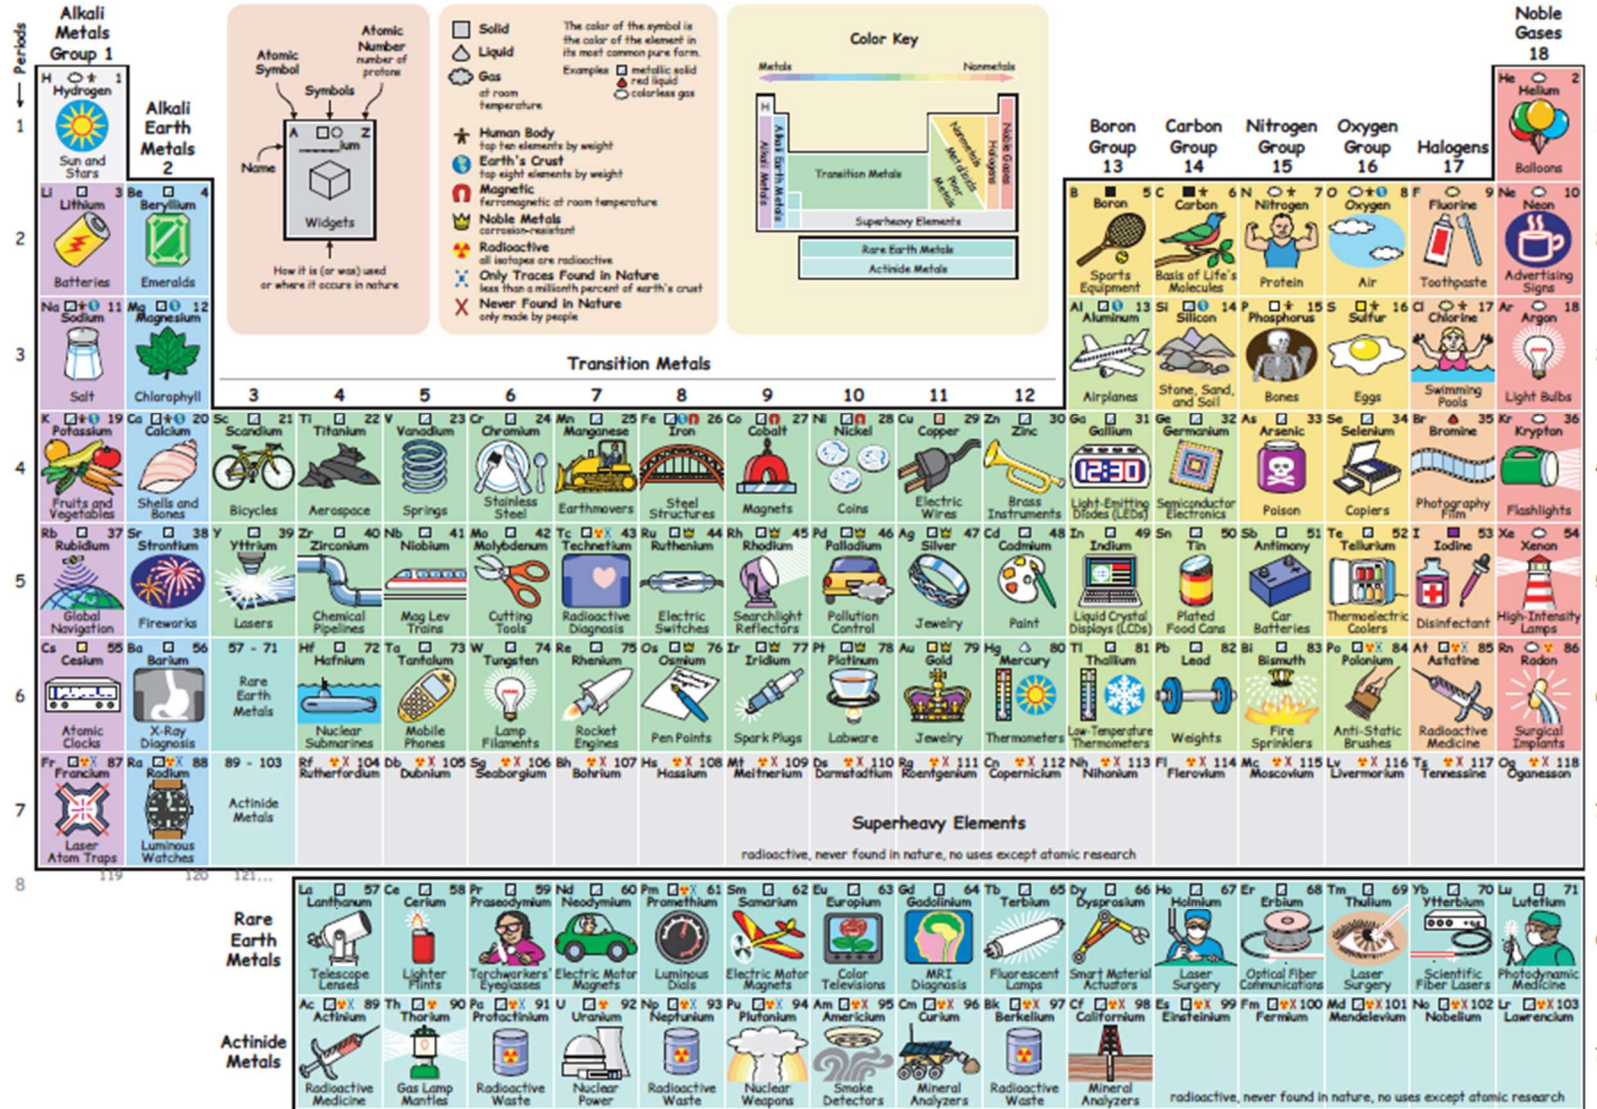 Periods
Alkali
Metals
Group 1
Alkali
Earth
Metals
2
Atomic
Symbol
Atomic
Number
number of
protons
Symbols
Name
A Z
ium
Widgets
How it is (or was) used
or where it occurs in nature
Solid
Liquid
Gas
at room
temperature
The color of the symbol is
the color of the element in
its most common pure form.
Examples
metallic solid
red liquid
colorless gas
Human Body
top ten elements by weight
Earth's Crust
top eight elements by weight
Magnetic
ferromagnetic at room temperature
Noble Metals
corrosion-resistant
Radioactive
all isotopes are radioactive
Only Traces Found in Nature
less than a millionth percent of earth's crust
Never Found in Nature
only made by people
Color Key
Metals Nonmetals
H
Alkali Metals
Alkali Earth Metals
Transition Metals
Nonmetals
Metalloids
Poor Metals
Halogens
Noble Gases
Superheavy Elements
Rare Earth Metals
Actinide Metals
Boron
Group
13
Carbon
Group
14
Nitrogen
Group
15
Oxygen
Group
16
Halogens
17
Noble
Gases
18
1
H 1
Hydrogen
Sun and
Stars
He 2
Helium
Balloons
2
Li 3
Lithium
Batteries
Be 4
Beryllium
Emeralds
B 5
Boron
Sports
Equipment
C 6
Carbon
Basis of Life's
Molecules
N 7
Nitrogen
Protein
O 8
Oxygen
Air
F 9
Fluorine
Toothpaste
Ne 10
Neon
Advertising
Signs
3
Na 11
Sodium
Salt
Mg 12
Magnesium
Chlorophyll
Transition Metals
3 4 5 6 7 8 9 10 11 12
Al 13
Aluminum
Airplanes
Si 14
Silicon
Stone, Sand,
and Soil
P 15
Phosphorus
Bones
S 16
Sulfur
Eggs
Cl 17
Chlorine
Swimming
Pools
Ar 18
Argon
Light Bulbs
4
K 19
Potassium
Fruits and
Vegetables
Ca 20
Calcium
Shells and
Bones
Sc 21
Scandium
Bicycles
Ti 22
Titanium
Aerospace
V 23
Vanadium
Springs
Cr 24
Chromium
Stainless
Steel
Mn 25
Manganese
Earthmovers
Fe 26
Iron
Steel
Structures
Co 27
Cobalt
Magnets
Ni 28
Nickel
Coins
Cu 29
Copper
Electric
Wires
Zn 30
Zinc
Brass
Instruments
Ga 31
Gallium
12:30
Light-Emitting
Diodes (LEDs)
Ge 32
Germanium
Semiconductor
Electronics
As 33
Arsenic
Poison
Se 34
Selenium
Copiers
Br 35
Bromine
Photography
Film
Kr 36
Krypton
Flashlights
5
Rb 37
Rubidium
Global
Navigation
Sr 38
Strontium
Fireworks
Y 39
Yttrium
Lasers
Zr 40
Zirconium
Chemical
Pipelines
Nb 41
Niobium
Mag Lev
Trains
Mo 42
Molybdenum
Cutting
Tools
Tc 43
Technetium
Radioactive
Diagnosis
Ru 44
Ruthenium
Electric
Switches
Rh 45
Rhodium
Searchlight
Reflectors
Pd 46
Palladium
Pollution
Control
Ag 47
Silver
Jewelry
Cd 48
Cadmium
Paint
In 49
Indium
Liquid Crystal
Displays (LCDs)
Sn 50
Tin
Plated
Food Cans
Sb 51
Antimony
Car
Batteries
Te 52
Tellurium
Thermoelectric
Coolers
I 53
Iodine
Disinfectant
Xe 54
Xenon
High-Intensity
Lamps
6
Cs 55
Cesium
Atomic
Clocks
Ba 56
Barium
X-Ray
Diagnosis
57 - 71
Rare
Earth
Metals
Hf 72
Hafnium
Nuclear
Submarines
Ta 73
Tantalum
Mobile
Phones
W 74
Tungsten
Lamp
Filaments
Re 75
Rhenium
Rocket
Engines
Os 76
Osmium
Pen Points
Ir 77
Iridium
Spark Plugs
Pt 78
Platinum
Labware
Au 79
Gold
Jewelry
Hg 80
Mercury
Thermometers
Tl 81
Thallium
Low-Temperature
Thermometers
Pb 82
Lead
Weights
Bi 83
Bismuth
Fire
Sprinklers
Po 84
Polonium
Anti-Static
Brushes
At 85
Astatine
Radioactive
Medicine
Rn 86
Radon
Surgical
Implants
7
Fr 87
Francium
Laser
Atom Traps
Ra 88
Radium
Luminous
Watches
89 - 103
Actinide
Metals
Rf 104
Rutherfordium
Db 105
Dubnium
Sg 106
Seaborgium
Bh 107
Bohrium
Hs 108
Hassium
Mt 109
Meitnerium
Ds 110
Darmstadtium
Rg 111
Roentgenium
Cn 112
Copernicium
Nh 113
Nihonium
Fl 114
Flerovium
Mc 115
Moscovium
Lv 116
Livermorium
Ts 117
Tennessine
Og 118
Oganesson
Superheavy Elements
radioactive, never found in nature, no uses except atomic research
8
119 120 121...
Rare
Earth
Metals
La 57
Lanthanum
Telescope
Lenses
Ce 58
Cerium
Lighter
Flints
Pr 59
Praseodymium
Torchworkers'
Eyeglasses
Nd 60
Neodymium
Electric Motor
Magnets
Pm 61
Promethium
Luminous
Dials
Sm 62
Samarium
Electric Motor
Magnets
Eu 63
Europium
Color
Televisions
Gd 64
Gadolinium
MRI
Diagnosis
Tb 65
Terbium
Fluorescent
Lamps
Dy 66
Dysprosium
Smart Material
Actuators
Ho 67
Holmium
Laser
Surgery
Er 68
Erbium
Optical Fiber
Communications
Tm 69
Thulium
Laser
Surgery
Yb 70
Ytterbium
Scientific
Fiber Lasers
Lu 71
Lutetium
Photodynamic
Medicine
Actinide
Metals
Ac 89
Actinium
Radioactive
Medicine
Th 90
Thorium
Gas Lamp
Mantles
Pa 91
Protactinium
Radioactive
Waste
U 92
Uranium
Nuclear
Power
Np 93
Neptunium
Radioactive
Waste
Pu 94
Plutonium
Nuclear
Weapons
Am 95
Americium
Smoke
Detectors
Cm 96
Curium
Mineral
Analyzers
Bk 97
Berkelium
Radioactive
Waste
Cf 98
Californium
Mineral
Analyzers
Es 99
Einsteinium
Fm 100
Fermium
Md 101
Mendelevium
No 102
Nobelium
Lr 103
Lawrencium
radioactive, never found in nature, no uses except atomic research